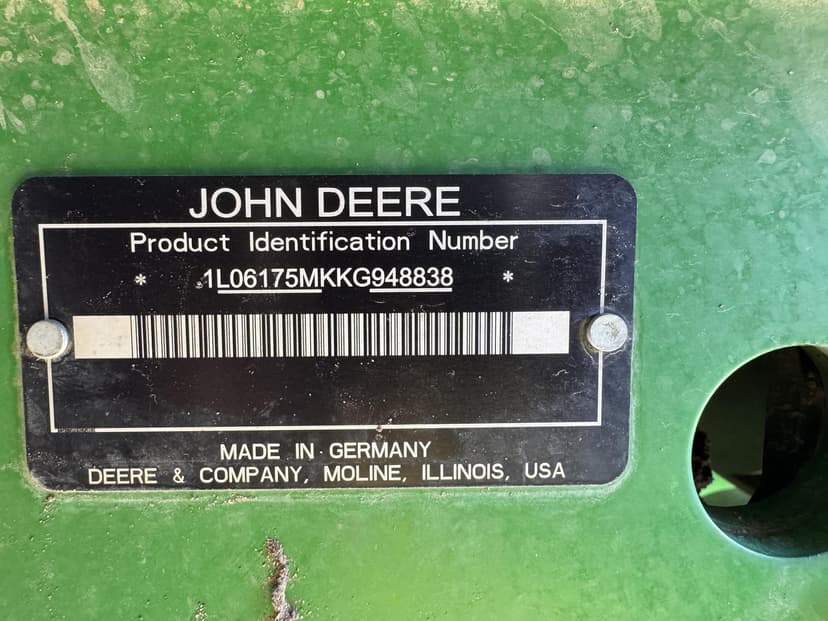 JOHN DEERE
Product Identification Number
* 1L06175MKKG948838 *
MADE IN GERMANY
DEERE & COMPANY, MOLINE, ILLINOIS, USA